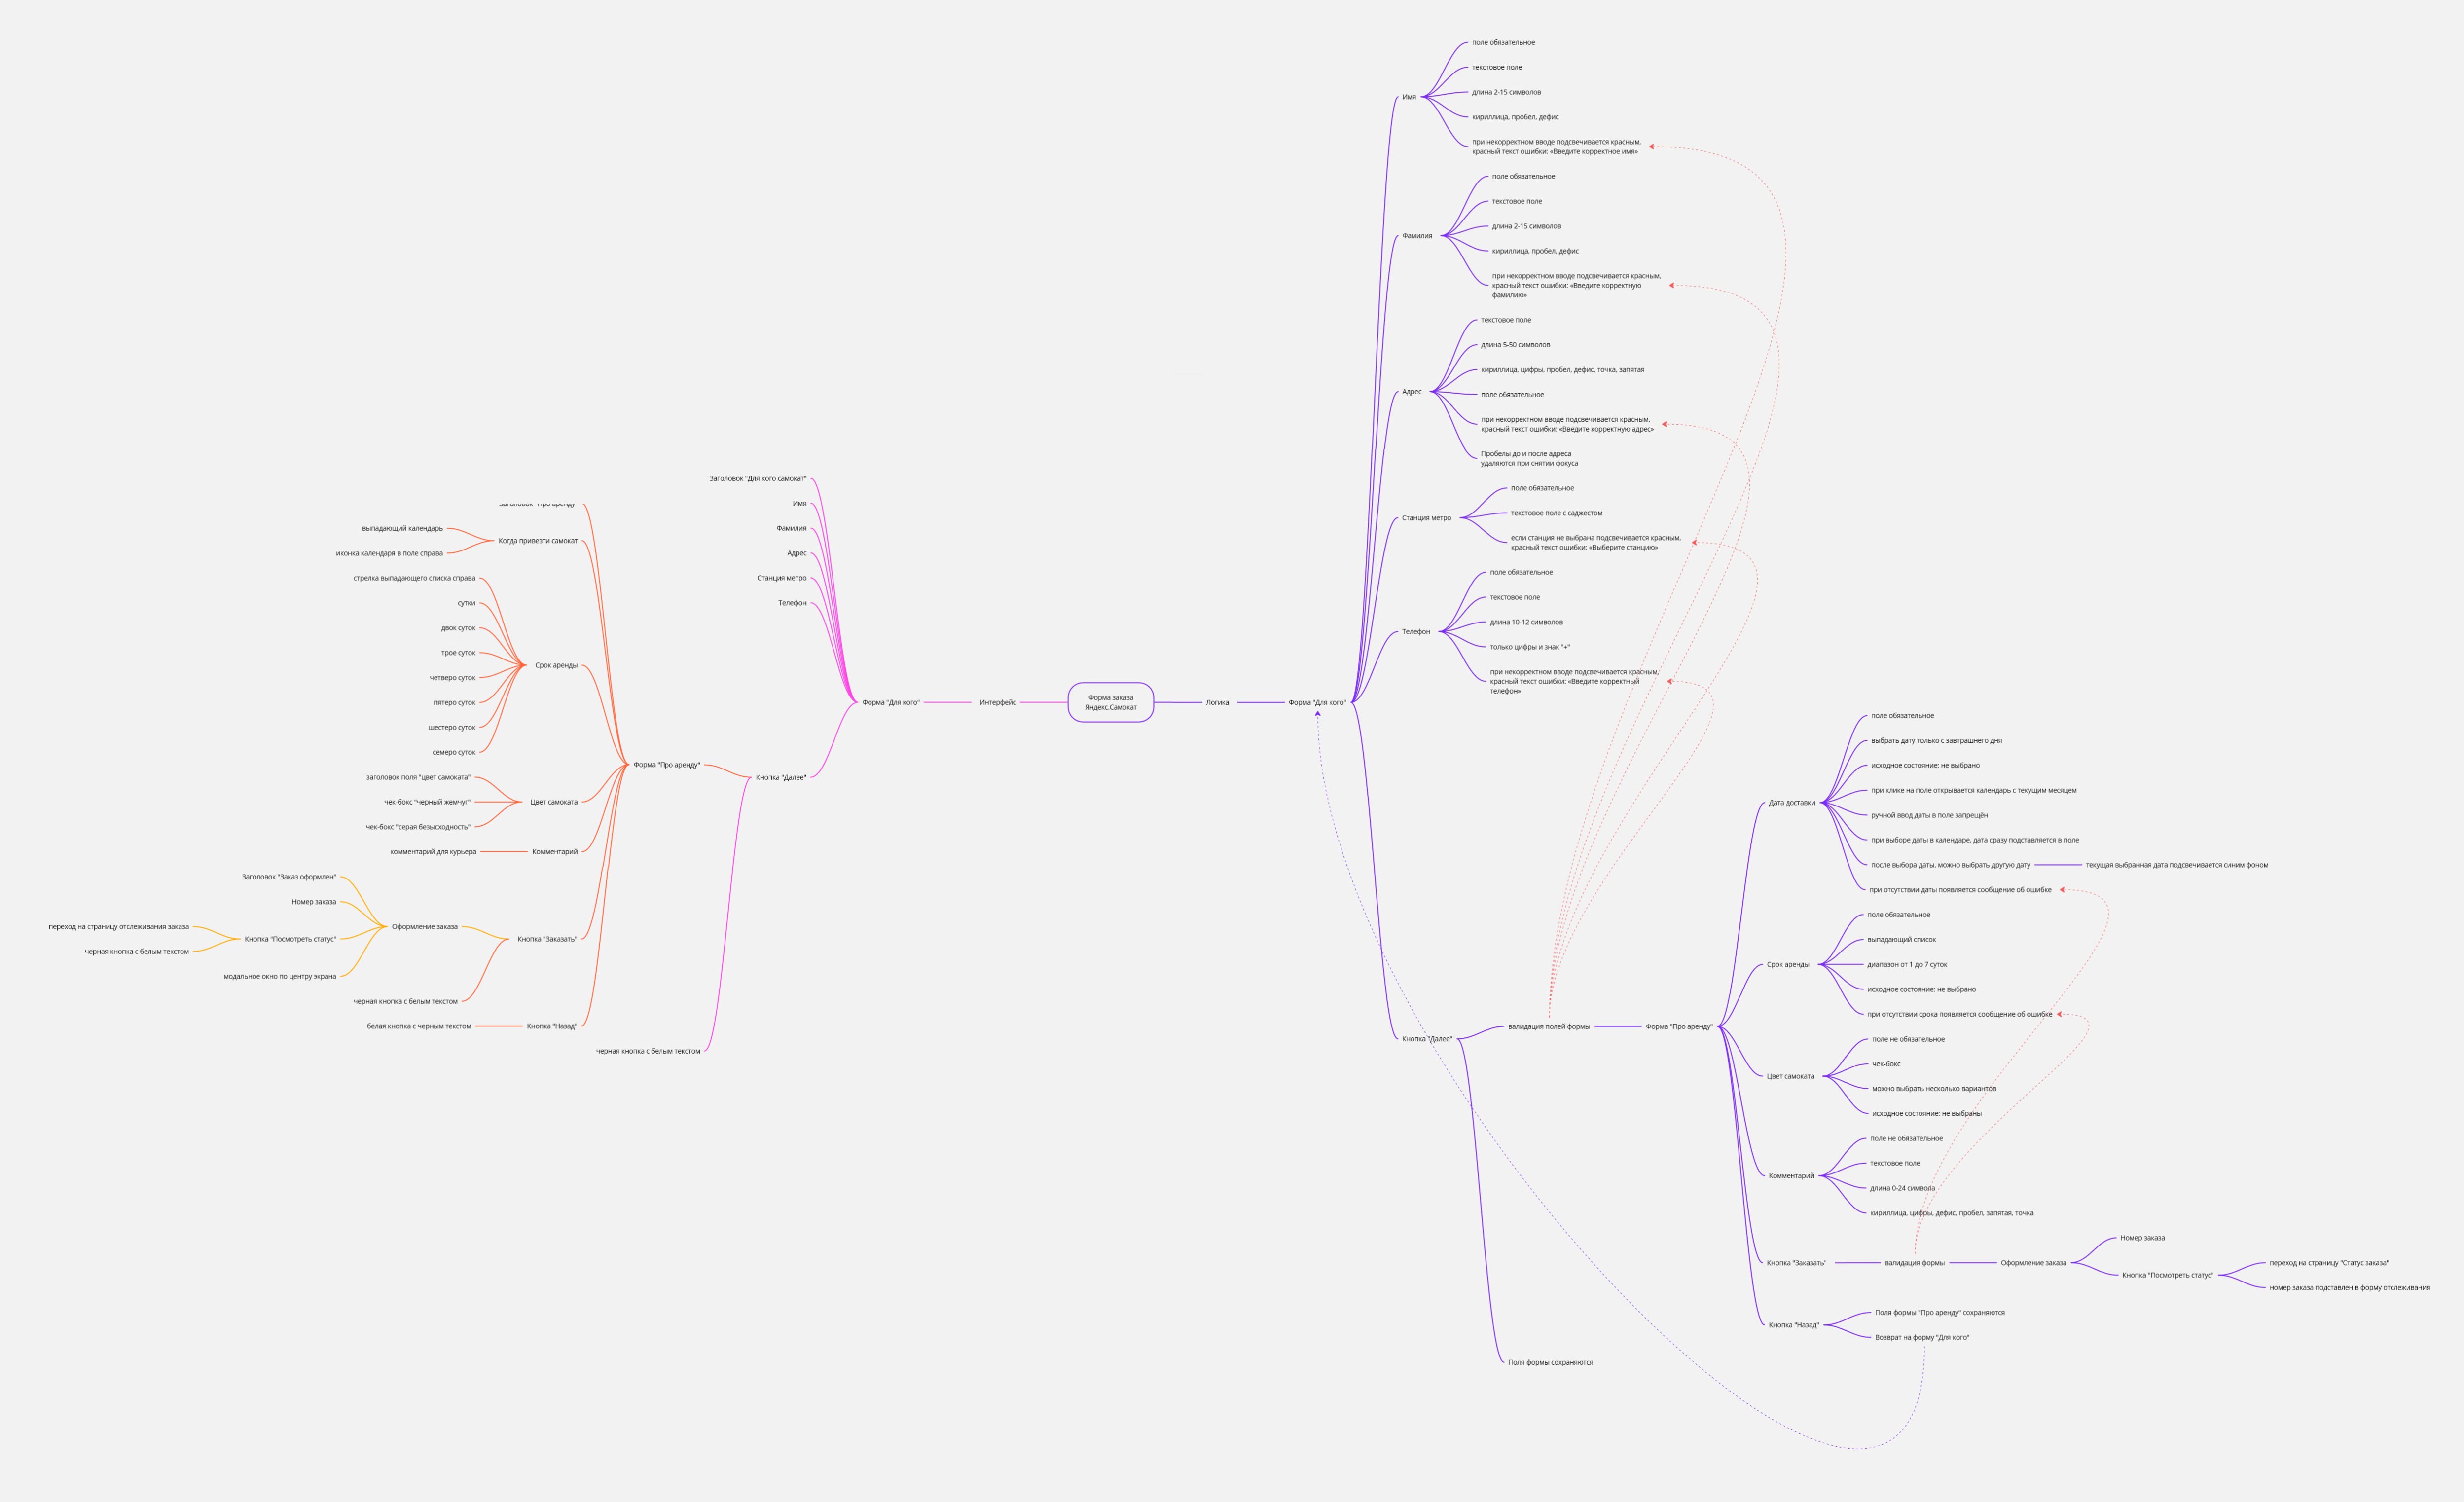 Форма заказа
Яндекс.Самокат
Интерфейс
Форма "Для кого"
Заголовок "Для кого самокат"
Имя
Фамилия
Адрес
Станция метро
Телефон
Кнопка "Далее"
Форма "Про аренду"
Заголовок "Про аренду"
Когда привезти самокат
выпадающий календарь
иконка календаря в поле справа
Срок аренды
стрелка выпадающего списка справа
сутки
двок суток
трое суток
четверо суток
пятеро суток
шестеро суток
семеро суток
Цвет самоката
заголовок поля "цвет самоката"
чек-бокс "черный жемчуг"
чек-бокс "серая безысходность"
Комментарий
комментарий для курьера
Кнопка "Заказать"
Оформление заказа
Заголовок "Заказ оформлен"
Номер заказа
Кнопка "Посмотреть статус"
переход на страницу отслеживания заказа
черная кнопка с белым текстом
модальное окно по центру экрана
черная кнопка с белым текстом
Кнопка "Назад"
белая кнопка с черным текстом
черная кнопка с белым текстом
Логика
Форма "Для кого"
Имя
поле обязательное
текстовое поле
длина 2-15 символов
кириллица, пробел, дефис
при некорректном вводе подсвечивается красным,
красный текст ошибки: «Введите корректное имя»
Фамилия
поле обязательное
текстовое поле
длина 2-15 символов
кириллица, пробел, дефис
при некорректном вводе подсвечивается красным,
красный текст ошибки: «Введите корректную
фамилию»
Адрес
текстовое поле
длина 5-50 символов
кириллица, цифры, пробел, дефис, точка, запятая
поле обязательное
при некорректном вводе подсвечивается красным,
красный текст ошибки: «Введите корректную адрес»
Пробелы до и после адреса
удаляются при снятии фокуса
Станция метро
поле обязательное
текстовое поле с саджестом
если станция не выбрана подсвечивается красным,
красный текст ошибки: «Выберите станцию»
Телефон
поле обязательное
текстовое поле
длина 10-12 символов
только цифры и знак "+"
при некорректном вводе подсвечивается красным,
красный текст ошибки: «Введите корректный
телефон»
Кнопка "Далее"
валидация полей формы
Форма "Про аренду"
Дата доставки
поле обязательное
выбрать дату только с завтрашнего дня
исходное состояние: не выбрано
при клике на поле открывается календарь с текущим месяцем
ручной ввод даты в поле запрещён
при выборе даты в календаре, дата сразу подставляется в поле
после выбора даты, можно выбрать другую дату
текущая выбранная дата подсвечивается синим фоном
при отсутствии даты появляется сообщение об ошибке
Срок аренды
поле обязательное
выпадающий список
диапазон от 1 до 7 суток
исходное состояние: не выбрано
при отсутствии срока появляется сообщение об ошибке
Цвет самоката
поле не обязательное
чек-бокс
можно выбрать несколько вариантов
исходное состояние: не выбраны
Комментарий
поле не обязательное
текстовое поле
длина 0-24 символа
кириллица, цифры, дефис, пробел, запятая, точка
Кнопка "Заказать"
валидация формы
Оформление заказа
Номер заказа
Кнопка "Посмотреть статус"
переход на страницу "Статус заказа"
номер заказа подставлен в форму отслеживания
Кнопка "Назад"
Поля формы "Про аренду" сохраняются
Возврат на форму "Для кого"
Поля формы сохраняются